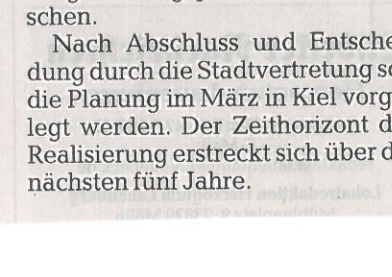 schen.
Nach Abschluss und Entsche
dung durch die Stadtvertretung so
die Planung im März in Kiel vorg
legt werden. Der Zeithorizont d
Realisierung erstreckt sich über d
nächsten fünf Jahre.